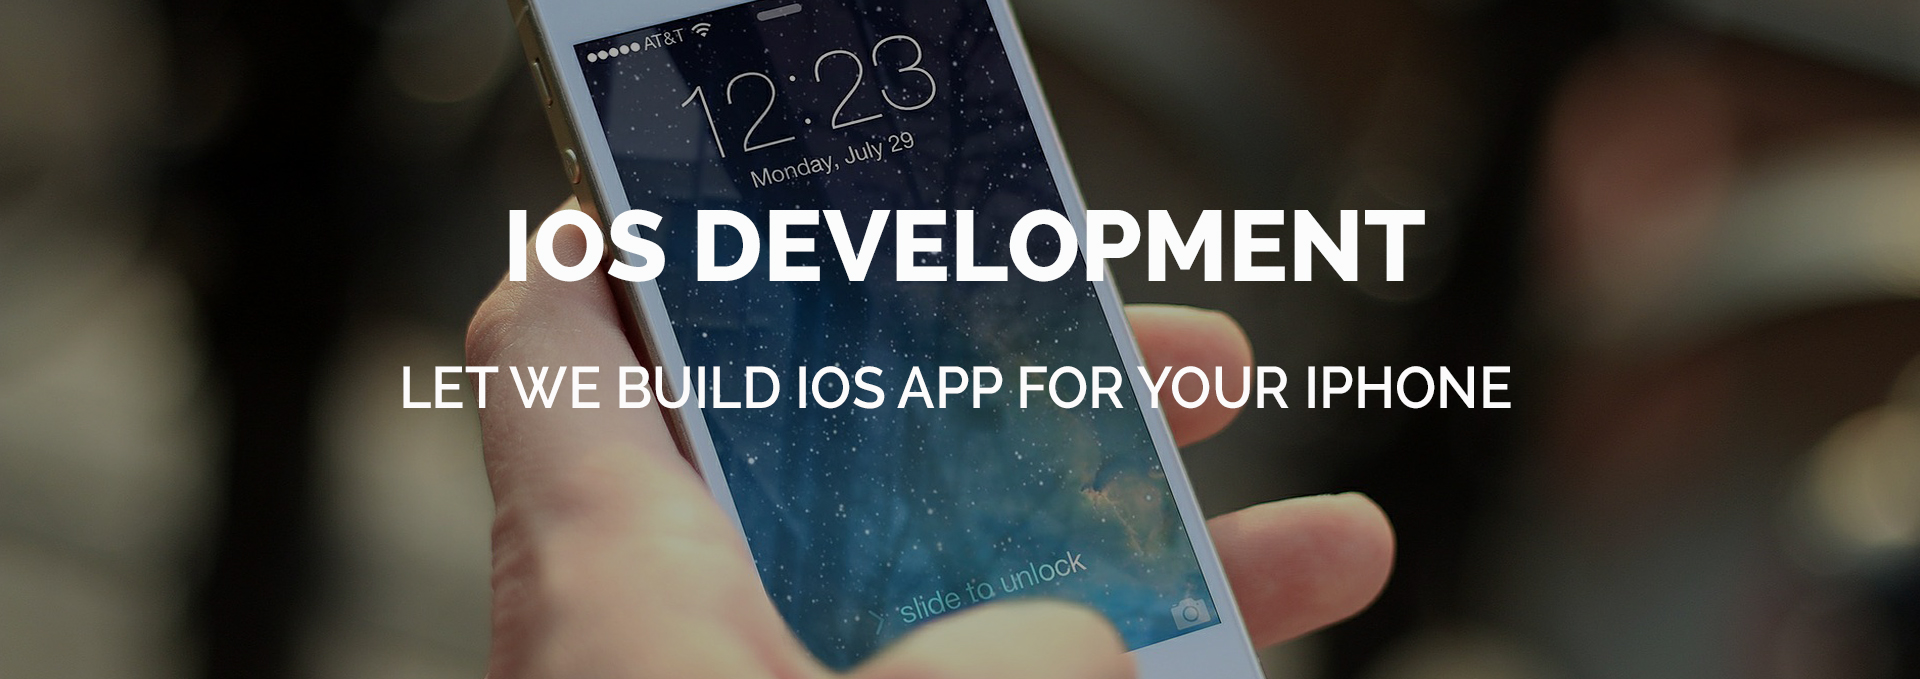 AT&T
12:23
Monday, July 29
IOS DEVELOPMENT
LET WE BUILD IOS APP FOR YOUR IPHONE
slide to unlock